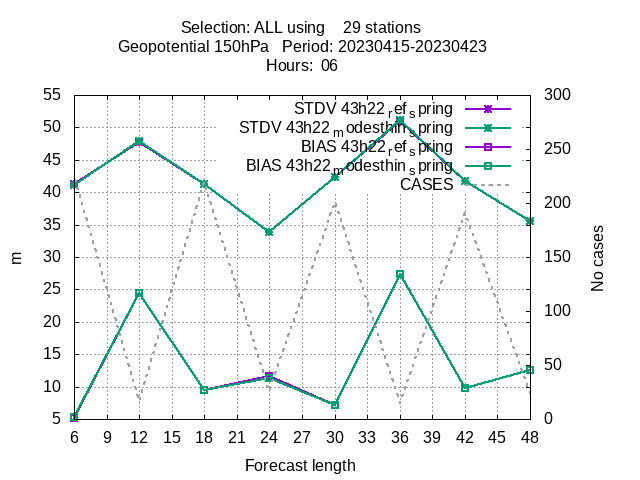 Selection: ALL using 29 stations
Geopotential 150hPa Period: 20230415-20230423
Hours: 06
STDV 43h22_ref_spring
STDV 43h22_modesthin_spring
BIAS 43h22_ref_spring
BIAS 43h22_modesthin_spring
CASES
55
50
45
40
35
30
25
20
15
10
5
m
300
250
200
150
100
50
0
No cases
6 9 12 15 18 21 24 27 30 33 36 39 42 45 48
Forecast length